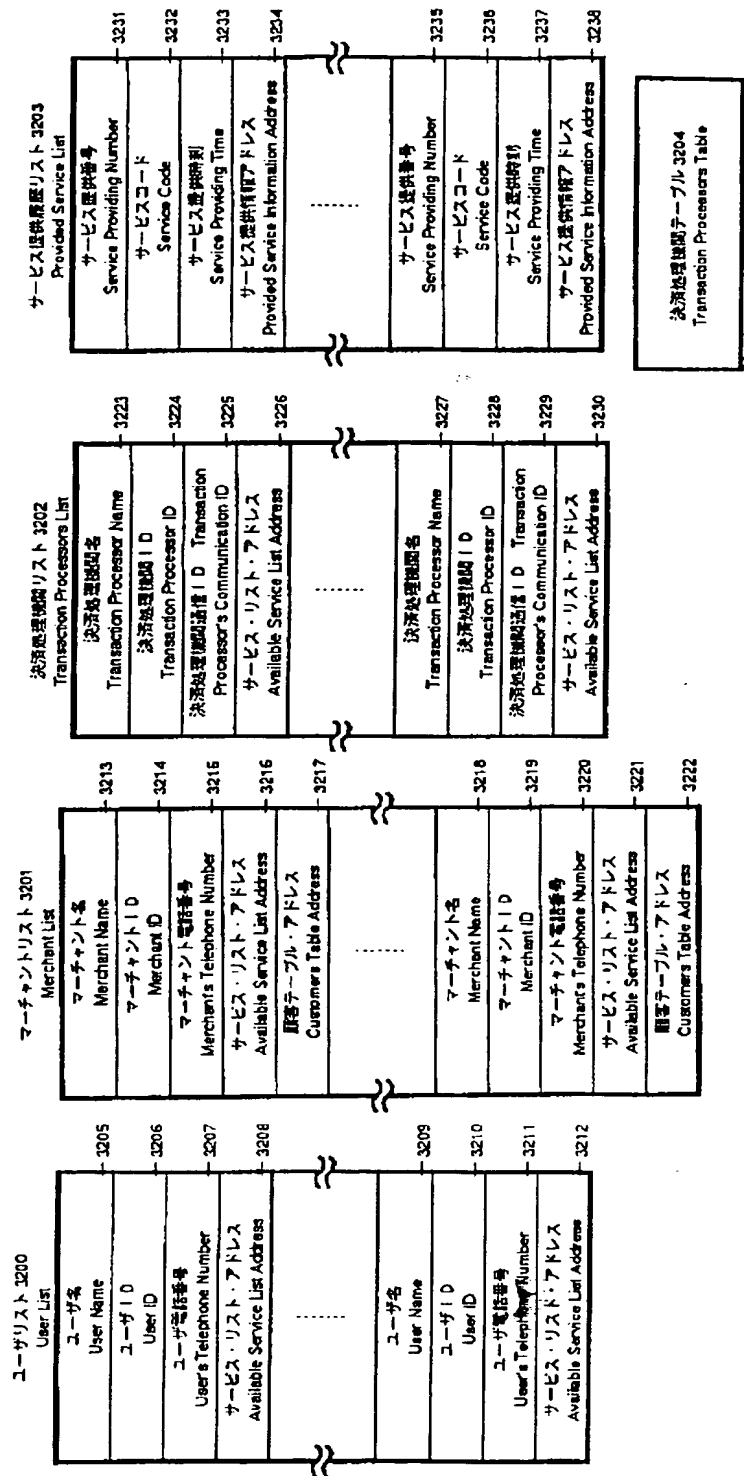 ユーザリスト 3200
User List
ユーザ名
User Name
3205
ユーザID
User ID
3206
ユーザ電話番号
User's Telephone Number
3207
サービス・リスト・アドレス
Available Service List Address
3208
ユーザ名
User Name
3209
ユーザID
User ID
3210
ユーザ電話番号
User's Telephone Number
3211
サービス・リスト・アドレス
Available Service List Address
3212
マーチャントリスト 3201
Merchant List
マーチャント名
Merchant Name
3213
マーチャントID
Merchant ID
3214
マーチャント電話番号
Merchant's Telephone Number
3215
サービス・リスト・アドレス
Available Service List Address
3216
顧客テーブル・アドレス
Customers Table Address
3217
マーチャント名
Merchant Name
3218
マーチャントID
Merchant ID
3219
マーチャント電話番号
Merchant's Telephone Number
3220
サービス・リスト・アドレス
Available Service List Address
3221
顧客テーブル・アドレス
Customers Table Address
3222
決済処理機関リスト 3202
Transaction Processors List
決済処理機関名
Transaction Processor Name
3223
決済処理機関ID
Transaction Processor ID
3224
決済処理機関通信ID Transaction
Processor's Communication ID
3225
サービス・リスト・アドレス
Available Service List Address
3226
決済処理機関名
Transaction Processor Name
3227
決済処理機関ID
Transaction Processor ID
3228
決済処理機関通信ID Transaction
Processor's Communication ID
3229
サービス・リスト・アドレス
Available Service List Address
3230
サービス提供履歴リスト 3203
Provided Service List
サービス提供番号
Service Providing Number
3231
サービスコード
Service Code
3232
サービス提供時刻
Service Providing Time
3233
サービス提供情報アドレス
Provided Service Information Address
3234
サービス提供番号
Service Providing Number
3235
サービスコード
Service Code
3236
サービス提供時刻
Service Providing Time
3237
サービス提供情報アドレス
Provided Service Information Address
3238
決済処理機関テーブル 3204
Transaction Processors Table